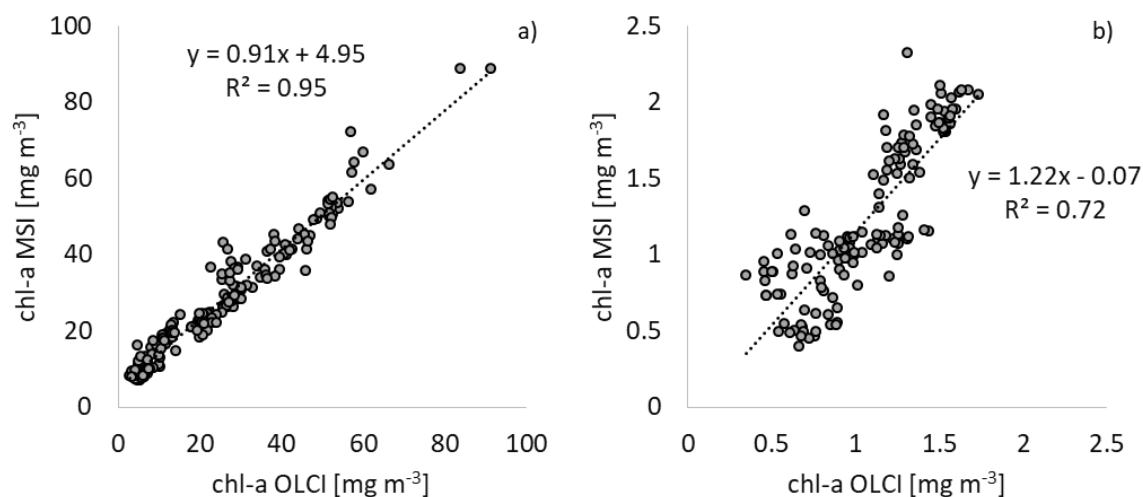 a)
y = 0.91x + 4.95
R² = 0.95
chl-a MSI [mg m⁻³]
100
80
60
40
20
0
0 20 40 60 80 100
chl-a OLCI [mg m⁻³]
b)
y = 1.22x - 0.07
R² = 0.72
chl-a MSI [mg m⁻³]
2.5
2
1.5
1
0.5
0
0 0.5 1 1.5 2 2.5
chl-a OLCI [mg m⁻³]